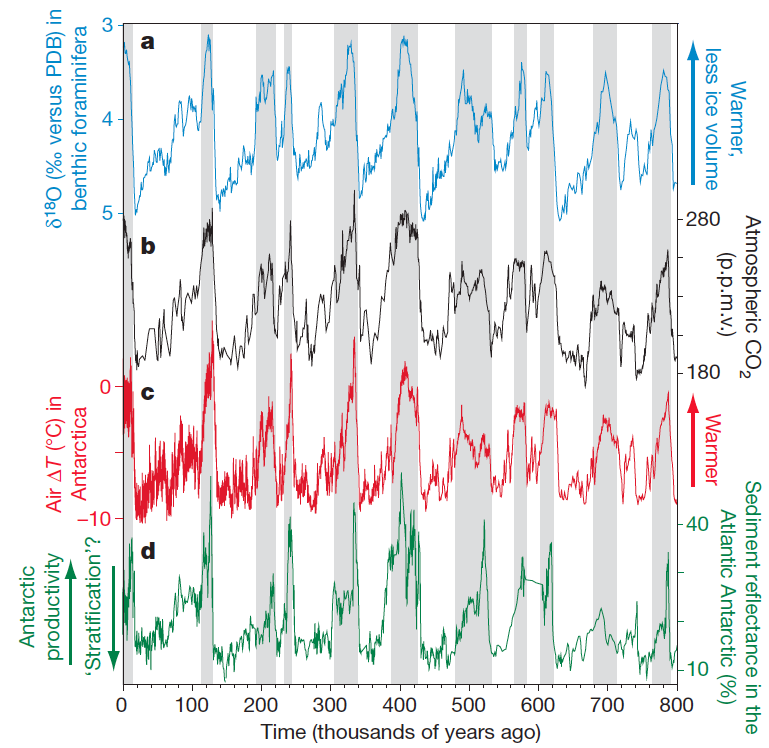 δ18O (‰ versus PDB) in
benthic foraminifera
3
4
5
a
Warmer,
less ice volume
b
280
180
Atmospheric CO2
(p.p.m.v.)
c
0
–10
Air ΔT (°C) in
Antarctica
Warmer
d
Antarctic
productivity
'Stratification'?
40
10
Sediment reflectance in the
Atlantic Antarctic (%)
0 100 200 300 400 500 600 700 800
Time (thousands of years ago)